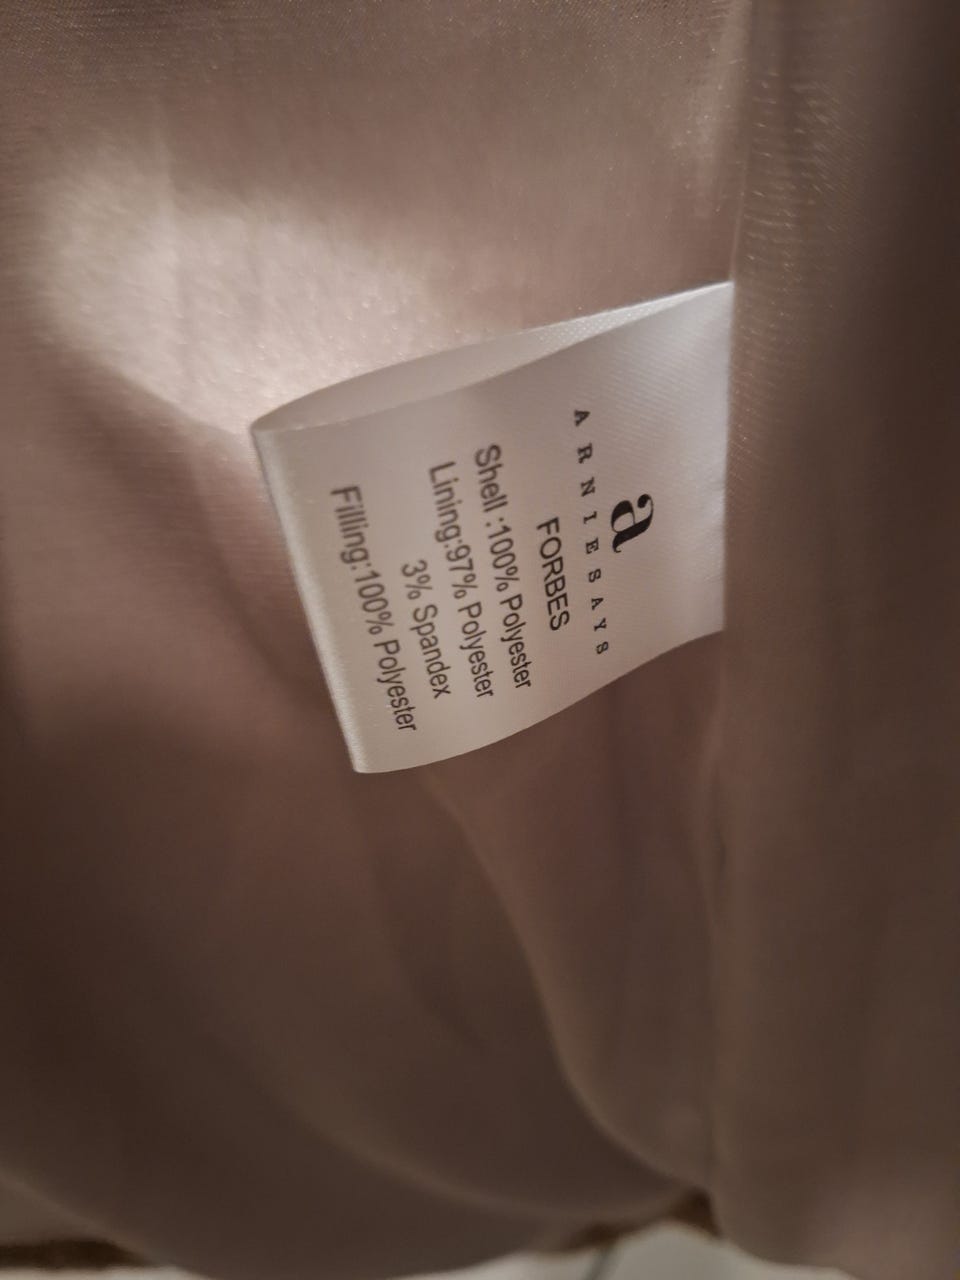 a
ARNIESAYS
FORBES
Shell :100% Polyester
Lining:97% Polyester
3% Spandex
Filling:100% Polyester